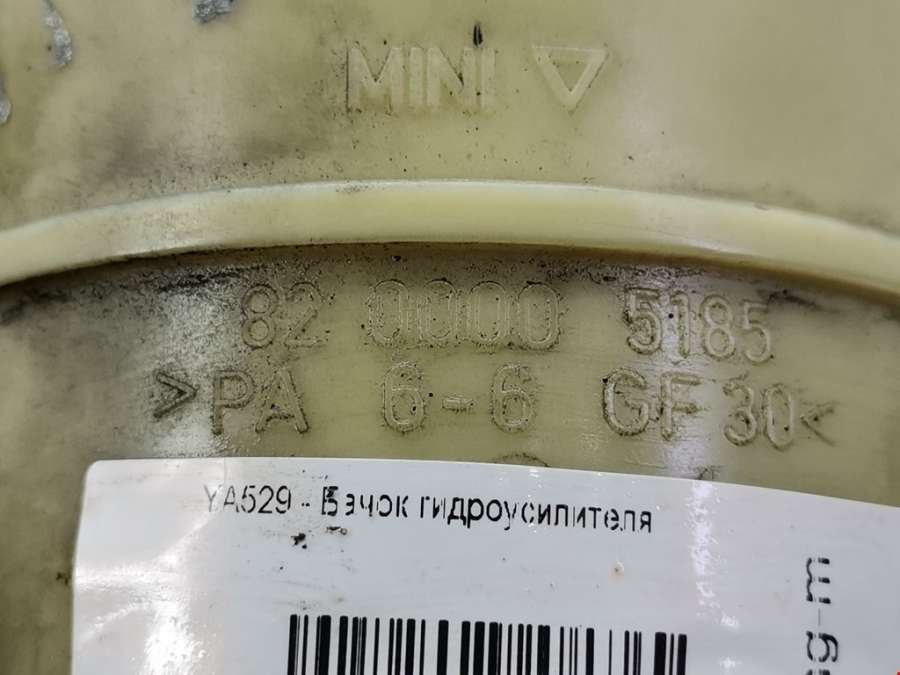 MINI
82 0000 5185
>PA 6-6 GF 30<
YA529 - Бачок гидроусилителя